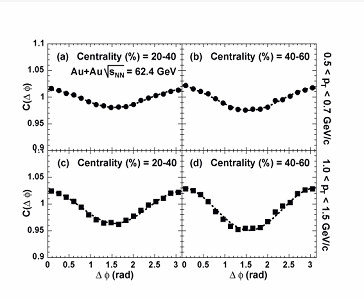 1.1
(a) Centrality (%) = 20-40
(b) Centrality (%) = 40-60
Au+Au √sNN = 62.4 GeV
1.05
1
0.95
0.9
C(Δ ϕ)
0.5 < pT < 0.7 GeV/c
(c) Centrality (%) = 20-40
(d) Centrality (%) = 40-60
1.05
1
0.95
0.9
C(Δ ϕ)
1.0 < pT < 1.5 GeV/c
0 0.5 1 1.5 2 2.5 3 0 0.5 1 1.5 2 2.5 3
Δ ϕ (rad) Δ ϕ (rad)